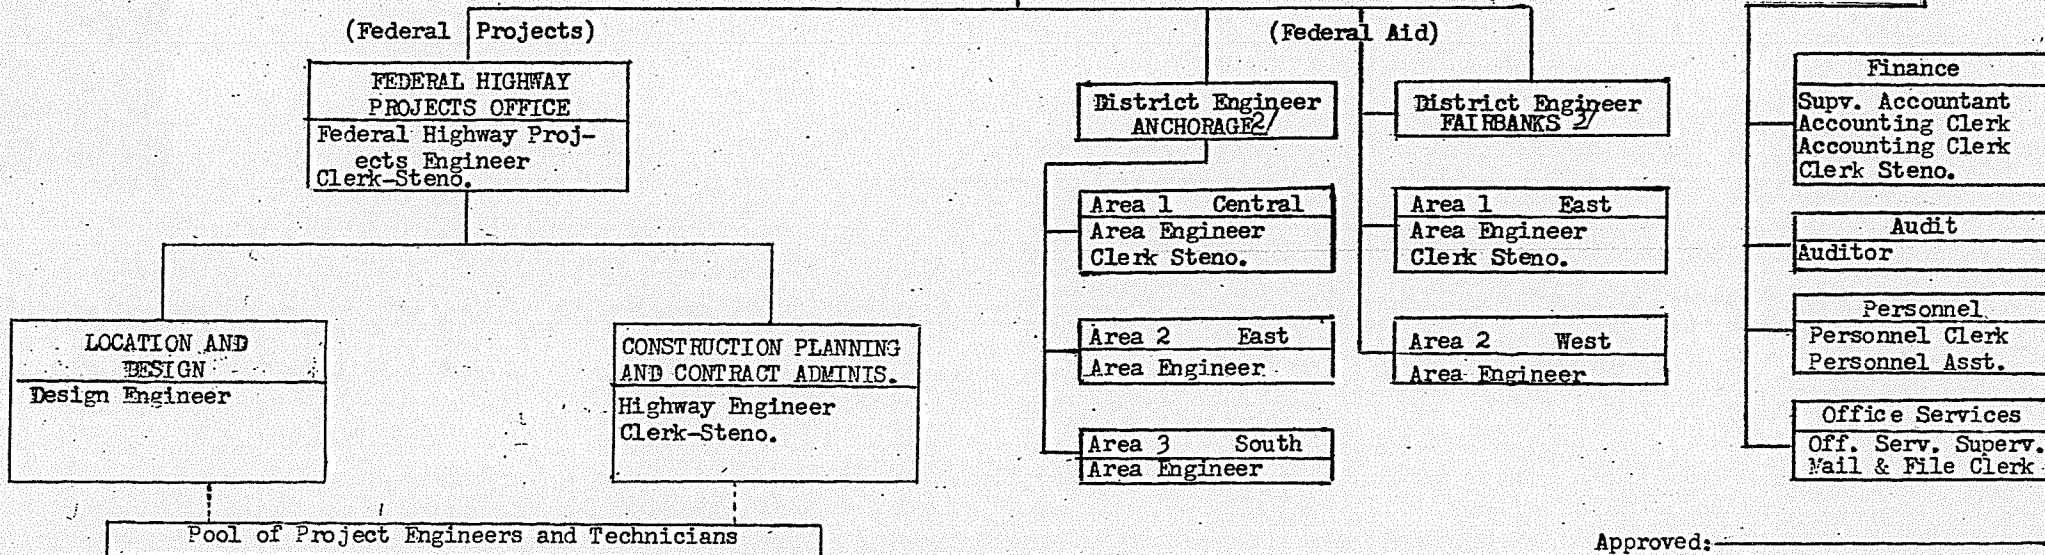 (Federal Projects)
FEDERAL HIGHWAY
PROJECTS OFFICE
Federal Highway Proj-
ects Engineer
Clerk-Steno.
LOCATION AND
DESIGN
Design Engineer
CONSTRUCTION PLANNING
AND CONTRACT ADMINIS.
Highway Engineer
Clerk-Steno.
Pool of Project Engineers and Technicians
(Federal Aid)
District Engineer
ANCHORAGE 2/
Area 1 Central
Area Engineer
Clerk Steno.
Area 2 East
Area Engineer
Area 3 South
Area Engineer
District Engineer
FAIRBANKS 3/
Area 1 East
Area Engineer
Clerk Steno.
Area 2 West
Area Engineer
Finance
Supv. Accountant
Accounting Clerk
Accounting Clerk
Clerk Steno.
Audit
Auditor
Personnel
Personnel Clerk
Personnel Asst.
Office Services
Off. Serv. Superv.
Mail & File Clerk
Approved: